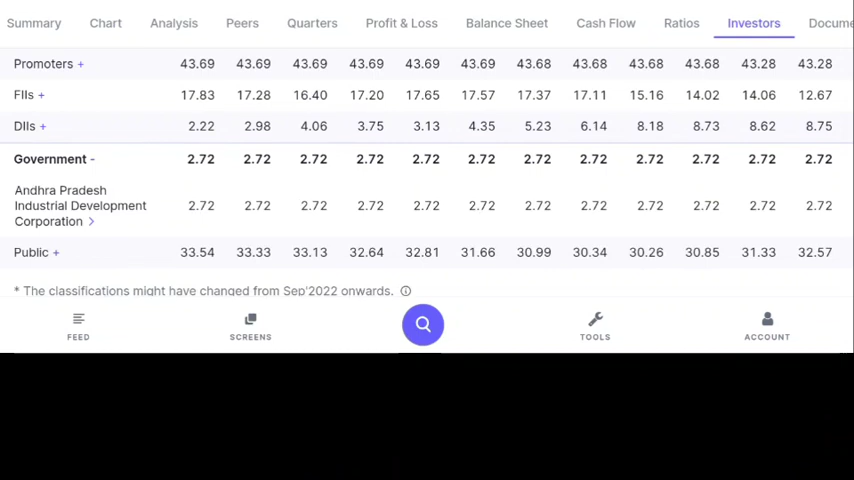 Summary Chart Analysis Peers Quarters Profit & Loss Balance Sheet Cash Flow Ratios Investors Docume
Promoters + 43.69 43.69 43.69 43.69 43.69 43.69 43.68 43.68 43.68 43.68 43.28 43.28
FIIs + 17.83 17.28 16.40 17.20 17.65 17.57 17.37 17.11 15.16 14.02 14.06 12.67
DIIs + 2.22 2.98 4.06 3.75 3.13 4.35 5.23 6.14 8.18 8.73 8.62 8.75
Government - 2.72 2.72 2.72 2.72 2.72 2.72 2.72 2.72 2.72 2.72 2.72 2.72
Andhra Pradesh
Industrial Development 2.72 2.72 2.72 2.72 2.72 2.72 2.72 2.72 2.72 2.72 2.72 2.72
Corporation >
Public + 33.54 33.33 33.13 32.64 32.81 31.66 30.99 30.34 30.26 30.85 31.33 32.57
* The classifications might have changed from Sep'2022 onwards.
FEED SCREENS TOOLS ACCOUNT